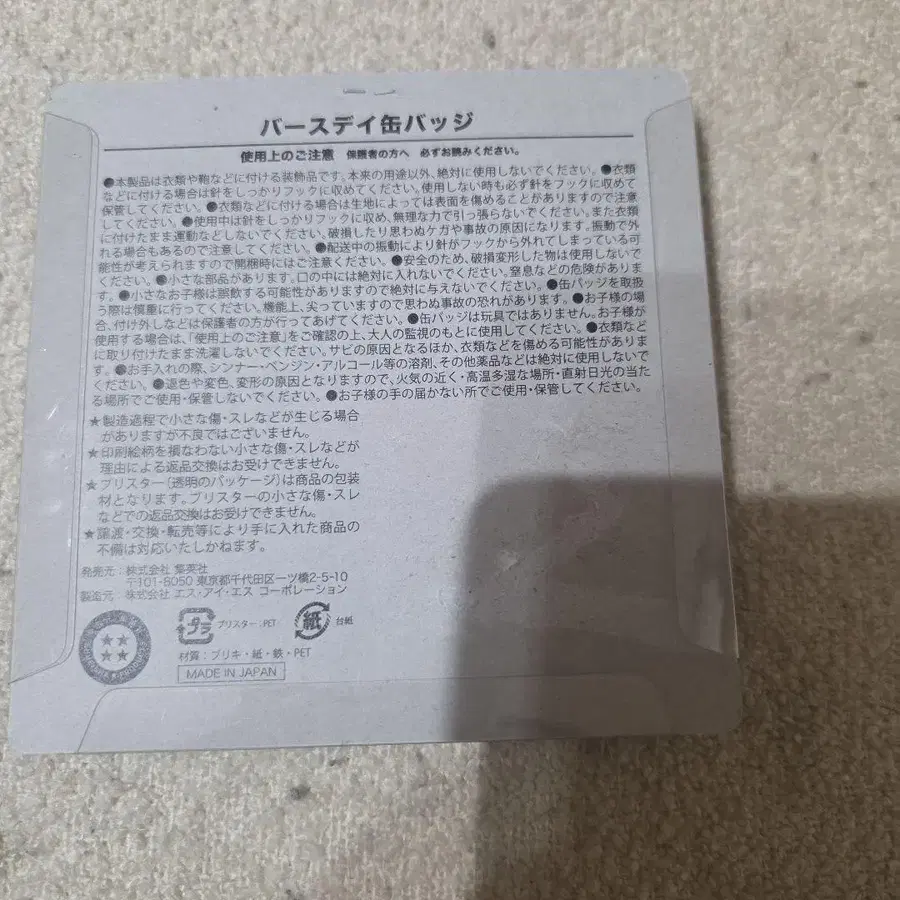 バースデイ缶バッジ
使用上のご注意 保護者の方へ 必ずお読みください。
●本製品は衣類や鞄などに付ける装飾品です。本来の用途以外、絶対に使用しないでください。●衣類
などに付ける場合は針をしっかりフックに収めてください。使用しない時も必ず針をフックに収めて
保管してください。●衣類などに付ける場合は生地によっては表面を傷めることがありますので注意
してください。●使用中は針をしっかりフックに収め、無理な力で引っ張らないでください。また衣類
に付けたまま運動などしないでください。破損したり思わぬケガや事故の原因になります。振動で外
れる場合もあるので注意してください。●配送中の振動により針がフックから外れてしまっている可
能性が考えられますので開梱時にはご注意ください。●安全のため、破損変形した物は使用しないで
ください。●小さな部品があります。口の中には絶対に入れないでください。窒息などの危険がありま
す。●小さなお子様は誤飲する可能性がありますので絶対に与えないでください。●缶バッジを取扱
う際は慎重に行ってください。機能上、尖っていますので思わぬ事故の恐れがあります。●お子様の場
合、付け外しなどは保護者の方が行ってあげてください。●缶バッジは玩具ではありません。お子様が
使用する場合は、「使用上のご注意」をご確認の上、大人の監視のもとに使用してください。●衣類など
に取り付けたまま洗濯しないでください。サビの原因となるほか、衣類などを傷める可能性がありま
す。●お手入れの際、シンナー・ベンジン・アルコール等の溶剤、その他薬品などは絶対に使用しないで
ください。●退色や変色、変形の原因となりますので、火気の近く・高温多湿な場所・直射日光の当た
る場所でご使用・保管しないでください。●お子様の手の届かない所でご使用・保管してください。
★製造過程で小さな傷・スレなどが生じる場合
がありますが不良ではございません。
★印刷絵柄を損なわない小さな傷・スレなどが
理由による返品交換はお受けできません。
★ブリスター(透明のパッケージ)は商品の包装
材となります。ブリスターの小さな傷・スレ
などでの返品交換はお受けできません。
★譲渡・交換・転売等により手に入れた商品の
不備は対応いたしかねます。
発売元：株式会社 集英社
〒101-8050 東京都千代田区一ツ橋2-5-10
製造元：株式会社 エス・アイ・エス コーポレーション
プラ ブリスター：PET 紙 台紙
材質：ブリキ・紙・鉄・PET
MADE IN JAPAN